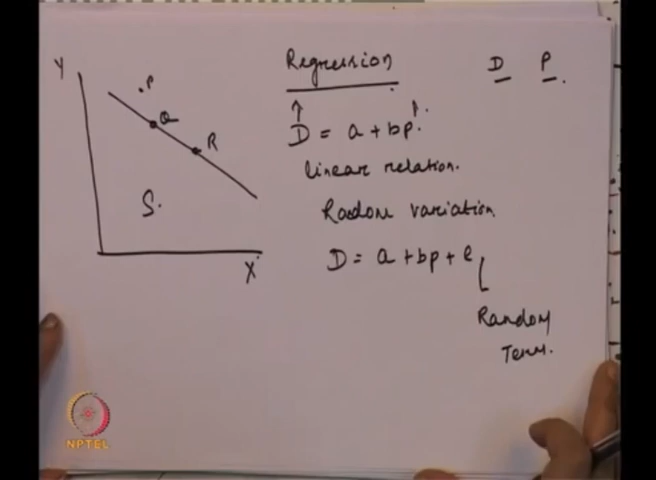 Y
P
Q
R
S.
X
Regression
D P.
D = a + bp.
linear relation.
Random variation
D = a + bp + e
Random
Term.
NPTEL